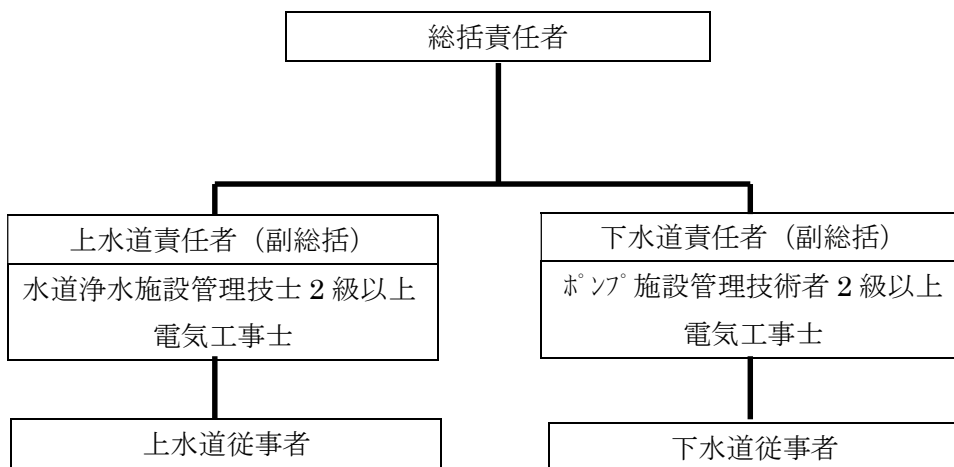 総括責任者
上水道責任者（副総括）
水道浄水施設管理技士 2 級以上
電気工事士
下水道責任者（副総括）
ﾎﾟﾝﾌﾟ施設管理技術者 2 級以上
電気工事士
上水道従事者
下水道従事者